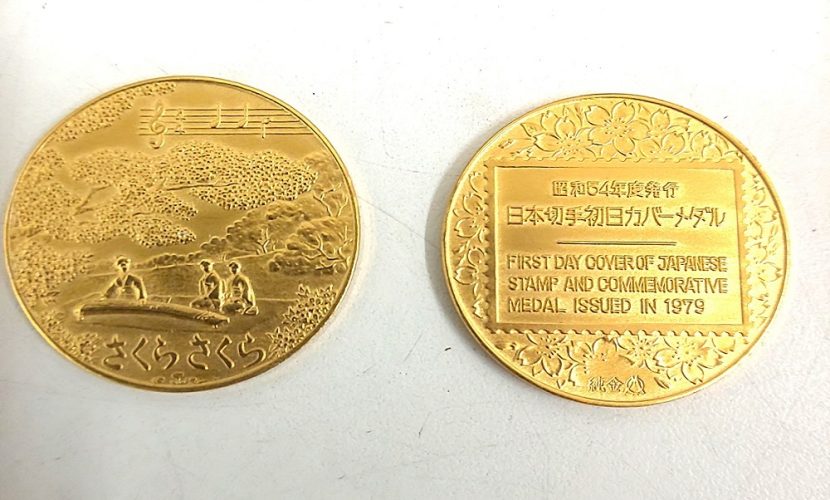 さくら さくら
昭和54年度発行
日本切手初日カバーメダル
FIRST DAY COVER OF JAPANESE
STAMP AND COMMEMORATIVE
MEDAL ISSUED IN 1979
純金